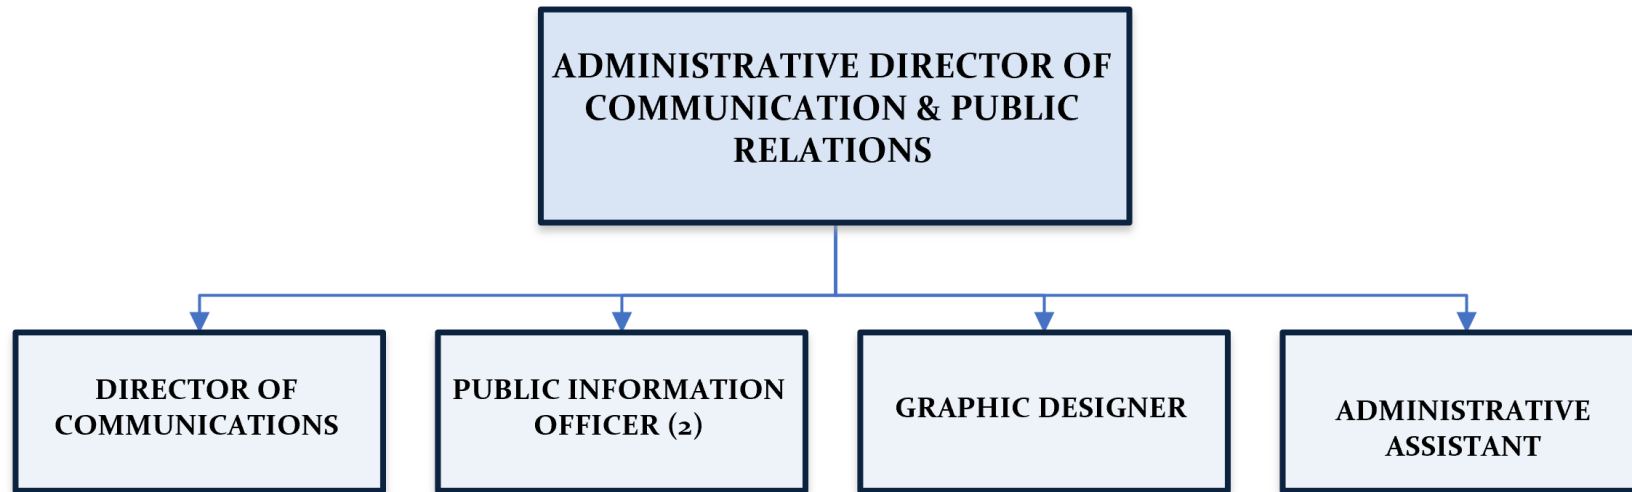 ADMINISTRATIVE DIRECTOR OF
COMMUNICATION & PUBLIC
RELATIONS
DIRECTOR OF
COMMUNICATIONS
PUBLIC INFORMATION
OFFICER (2)
GRAPHIC DESIGNER
ADMINISTRATIVE
ASSISTANT